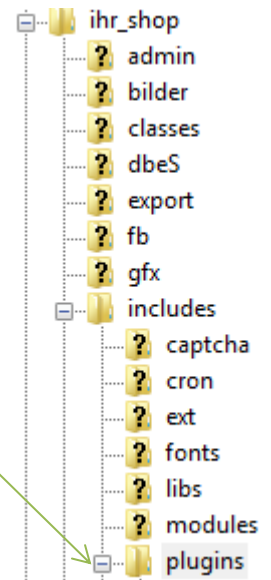 ihr_shop
admin
bilder
classes
dbeS
export
fb
gfx
includes
captcha
cron
ext
fonts
libs
modules
plugins